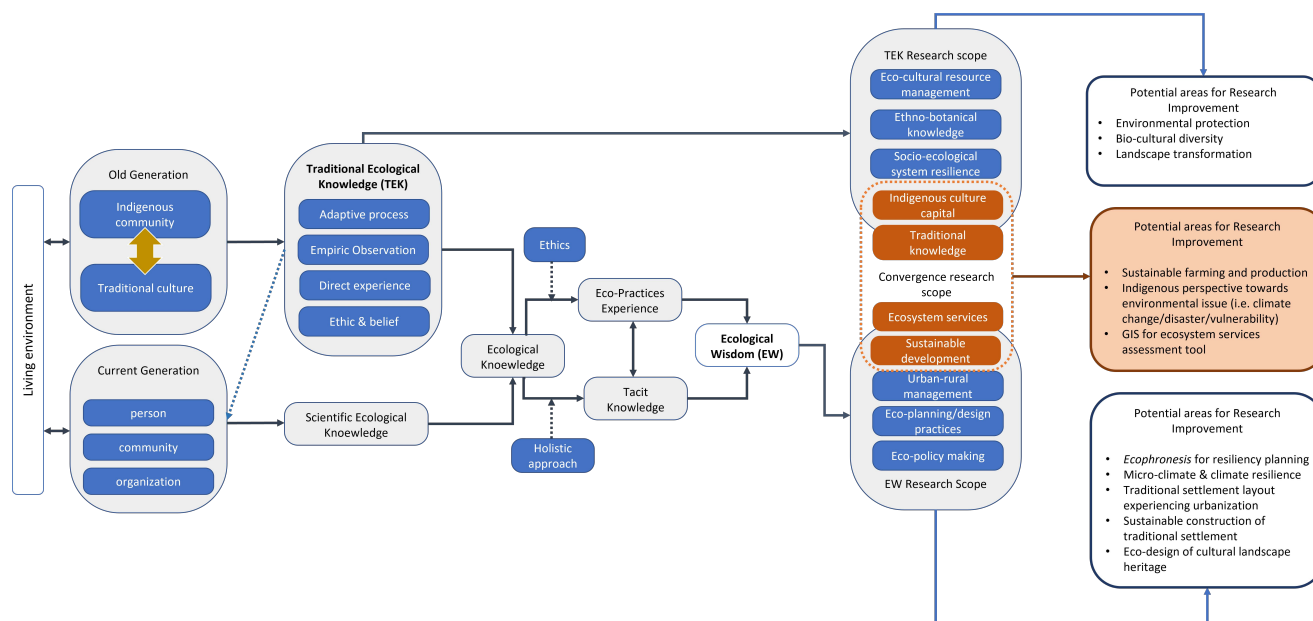 Living environment
Old Generation
Indigenous
community
Traditional culture
Current Generation
person
community
organization
Traditional Ecological
Knowledge (TEK)
Adaptive process
Empiric Observation
Direct experience
Ethic & belief
Scientific Ecological
Knoewledge
Ecological
Knoewledge
Ethics
Holistic
approach
Eco-Practices
Experience
Tacit
Knowledge
Ecological
Wisdom (EW)
TEK Research scope
Eco-cultural resource
management
Ethno-botanical
knowledge
Socio-ecological
system resilience
Indigenous culture
capital
Traditional
knowledge
Convergence research
scope
Ecosystem services
Sustainable
development
Urban-rural
management
Eco-planning/design
practices
Eco-policy making
EW Research Scope
Potential areas for Research
Improvement
• Environmental protection
• Bio-cultural diversity
• Landscape transformation
Potential areas for Research
Improvement
• Sustainable farming and production
• Indigenous perspective towards
environmental issue (i.e. climate
change/disaster/vulnerability)
• GIS for ecosystem services
assessment tool
Potential areas for Research
Improvement
• Ecophronesis for resiliency planning
• Micro-climate & climate resilience
• Traditional settlement layout
experiencing urbanization
• Sustainable construction of
traditional settlement
• Eco-design of cultural landscape
heritage